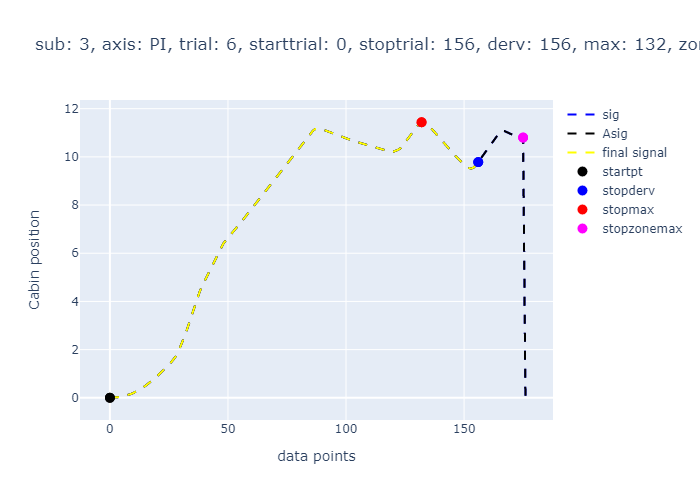 sub: 3, axis: PI, trial: 6, starttrial: 0, stoptrial: 156, derv: 156, max: 132, zo
12
10
8
6
4
2
0
Cabin position
0
50
100
150
data points
sig
Asig
final signal
startpt
stopderv
stopmax
stopzonemax